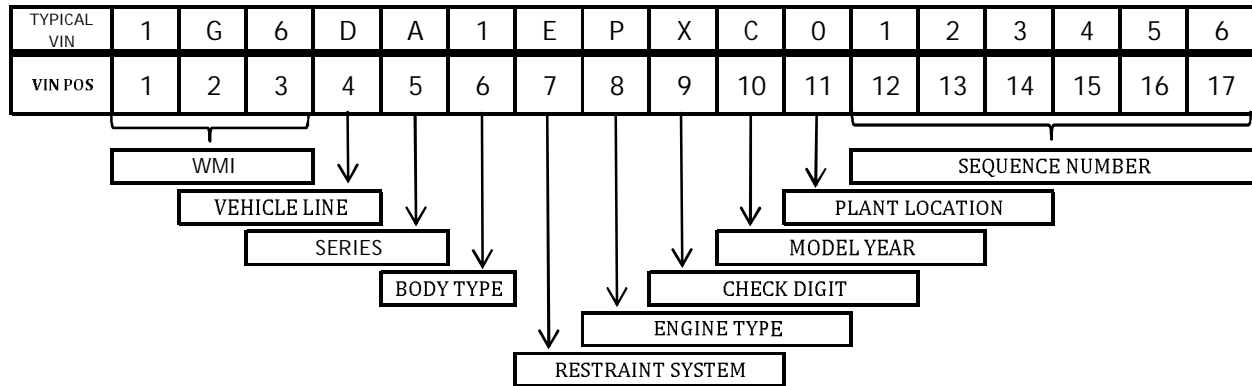 TYPICAL VIN 1 G 6 D A 1 E P X C 0 1 2 3 4 5 6
VIN POS 1 2 3 4 5 6 7 8 9 10 11 12 13 14 15 16 17
WMI SEQUENCE NUMBER
VEHICLE LINE PLANT LOCATION
SERIES MODEL YEAR
BODY TYPE CHECK DIGIT
ENGINE TYPE
RESTRAINT SYSTEM